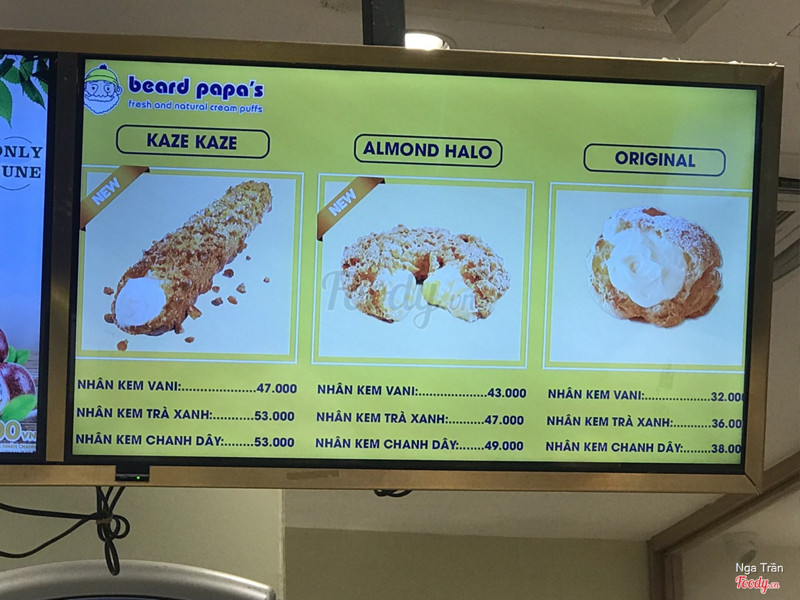 ONLY
UNE
beard papa's
fresh and natural cream puffs
KAZE KAZE
ALMOND HALO
ORIGINAL
NEW
NEW
Foody.vn
NHÂN KEM VANI:.......................47.000
NHÂN KEM TRÀ XANH:............53.000
NHÂN KEM CHANH DÂY:.........53.000
NHÂN KEM VANI:.....................43.000
NHÂN KEM TRÀ XANH:...........47.000
NHÂN KEM CHANH DÂY:.......49.000
NHÂN KEM VANI:.....................32.000
NHÂN KEM TRÀ XANH:............36.00
NHÂN KEM CHANH DÂY:........38.00
00VN
Nga Trần
Foody.vn